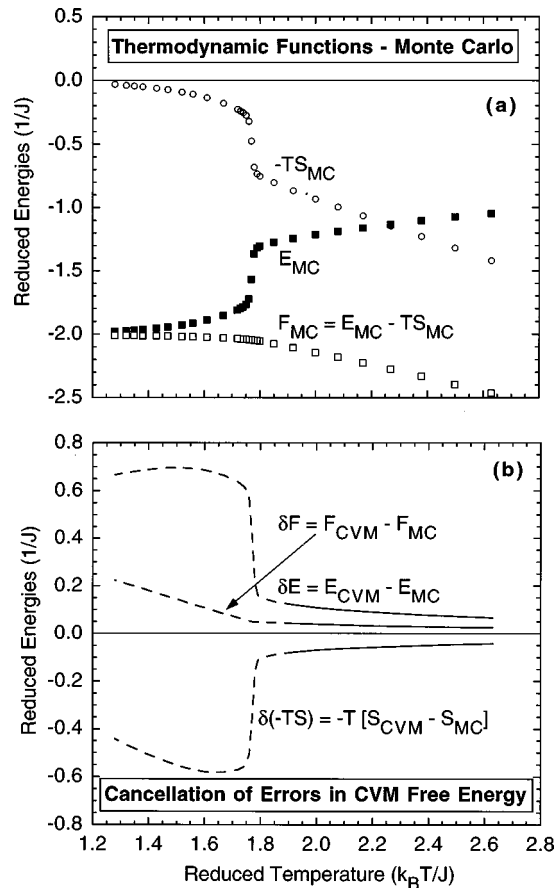 Thermodynamic Functions - Monte Carlo
(a)
0.0
-0.5
-1.0
-1.5
-2.0
-2.5
Reduced Energies (1/J)
-TS_MC
E_MC
F_MC = E_MC - TS_MC
(b)
0.8
0.6
0.4
0.2
0.0
-0.2
-0.4
-0.6
-0.8
Reduced Energies (1/J)
δF = F_CVM - F_MC
δE = E_CVM - E_MC
δ(-TS) = -T [S_CVM - S_MC]
Cancellation of Errors in CVM Free Energy
1.2 1.4 1.6 1.8 2.0 2.2 2.4 2.6 2.8
Reduced Temperature (k_BT/J)